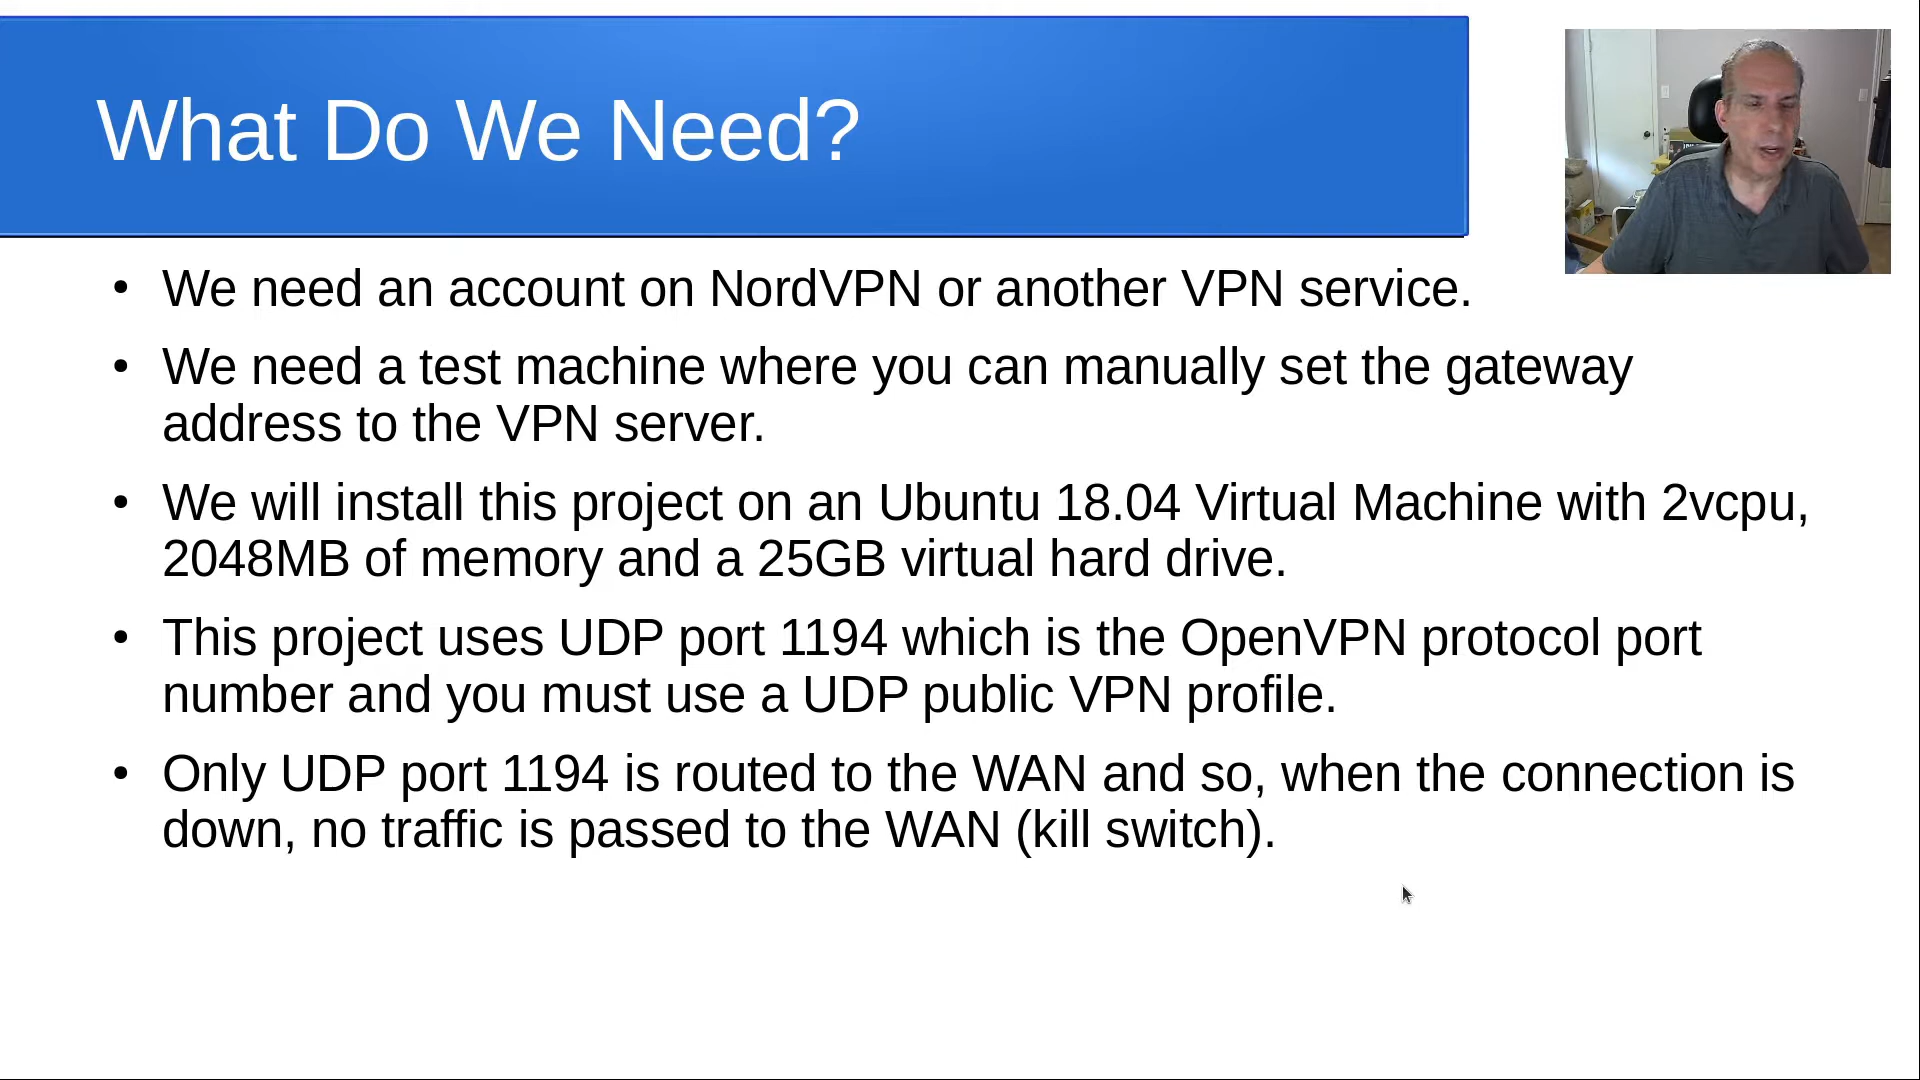 What Do We Need?
• We need an account on NordVPN or another VPN service.
• We need a test machine where you can manually set the gateway
address to the VPN server.
• We will install this project on an Ubuntu 18.04 Virtual Machine with 2vcpu,
2048MB of memory and a 25GB virtual hard drive.
• This project uses UDP port 1194 which is the OpenVPN protocol port
number and you must use a UDP public VPN profile.
• Only UDP port 1194 is routed to the WAN and so, when the connection is
down, no traffic is passed to the WAN (kill switch).